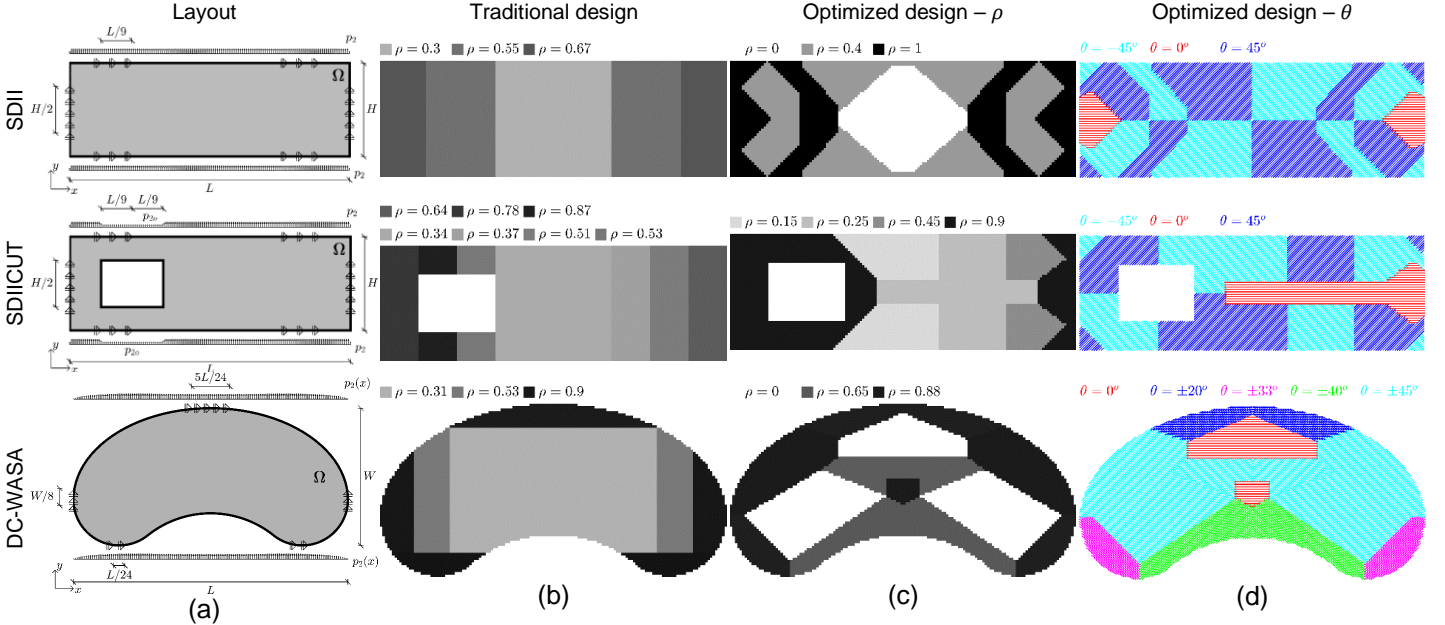 Layout
Traditional design
Optimized design – ρ
Optimized design – θ
SDII
L/9
p₂
Ω
H/2
H
y
x
L
p₂
ρ = 0.3 ρ = 0.55 ρ = 0.67
ρ = 0 ρ = 0.4 ρ = 1
θ = −45° θ = 0° θ = 45°
SDIICUT
L/9 L/9
p₂ₒ
p₂
Ω
H/2
H
y
x
p₂ₒ
p₂
L
ρ = 0.64 ρ = 0.78 ρ = 0.87
ρ = 0.34 ρ = 0.37 ρ = 0.51 ρ = 0.53
ρ = 0.15 ρ = 0.25 ρ = 0.45 ρ = 0.9
θ = −45° θ = 0° θ = 45°
DC-WASA
5L/24
p₂(x)
Ω
W/8
W
y
x
L/24
p₂(x)
L
ρ = 0.31 ρ = 0.53 ρ = 0.9
ρ = 0 ρ = 0.65 ρ = 0.88
θ = 0° θ = ±20° θ = ±33° θ = ±40° θ = ±45°
(a)
(b)
(c)
(d)